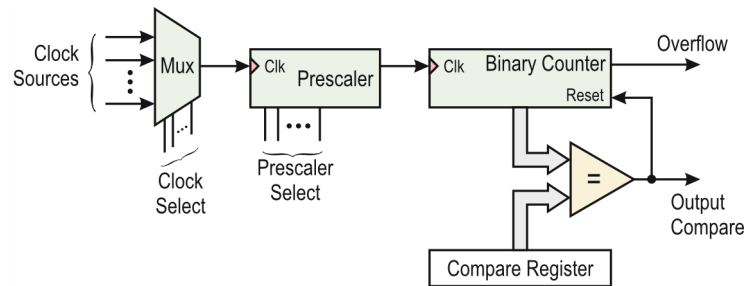 Clock
Sources
Mux
Clk
Prescaler
Clk
Binary Counter
Reset
Overflow
Clock
Select
Prescaler
Select
=
Output
Compare
Compare Register